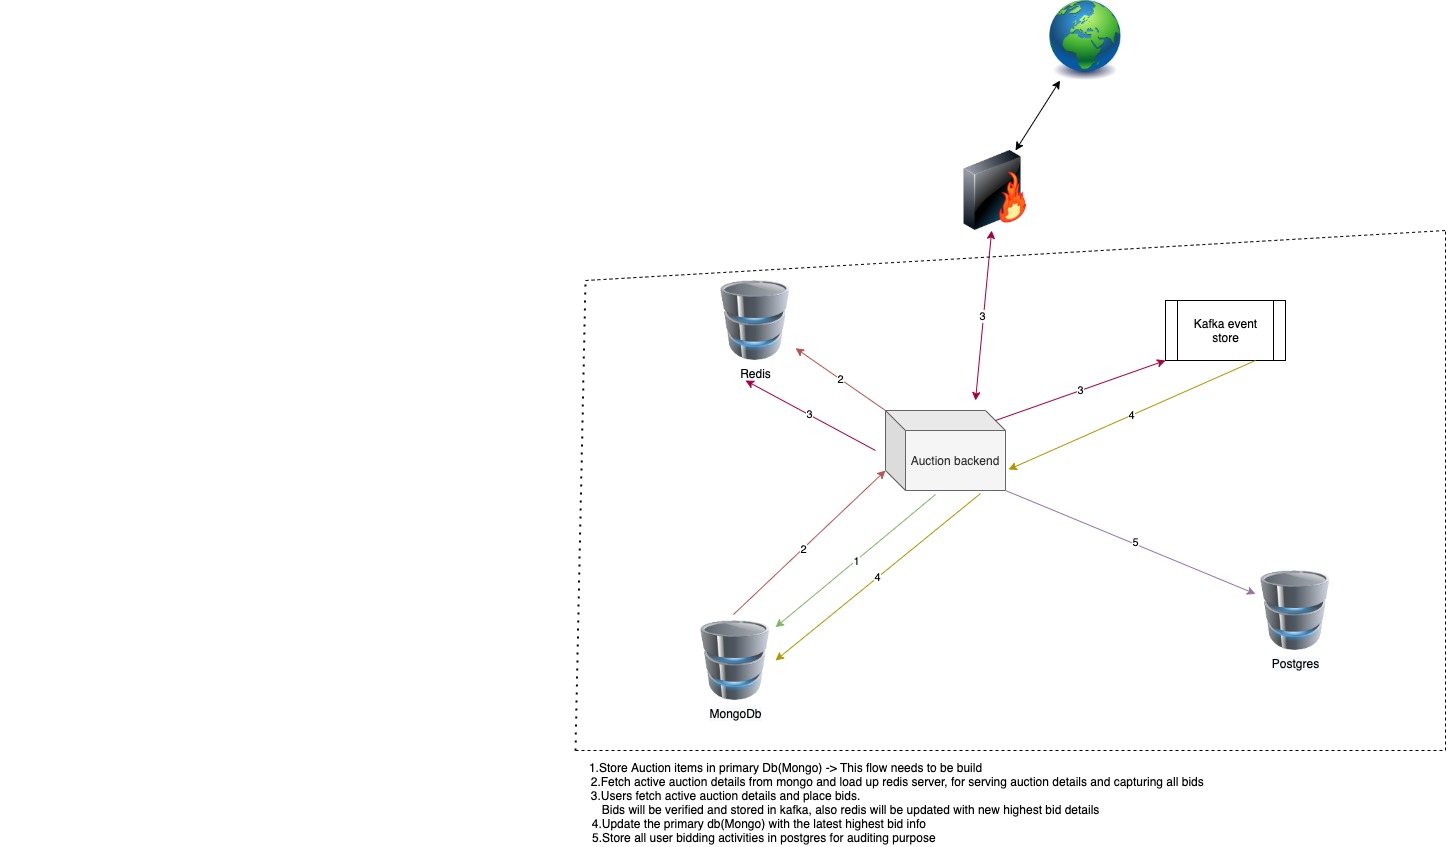 3
Kafka event
store
Redis
2
3
3
4
Auction backend
2
1
4
5
Postgres
MongoDb
1.Store Auction items in primary Db(Mongo) -> This flow needs to be build
2.Fetch active auction details from mongo and load up redis server, for serving auction details and capturing all bids
3.Users fetch active auction details and place bids.
Bids will be verified and stored in kafka, also redis will be updated with new highest bid details
4.Update the primary db(Mongo) with the latest highest bid info
5.Store all user bidding activities in postgres for auditing purpose